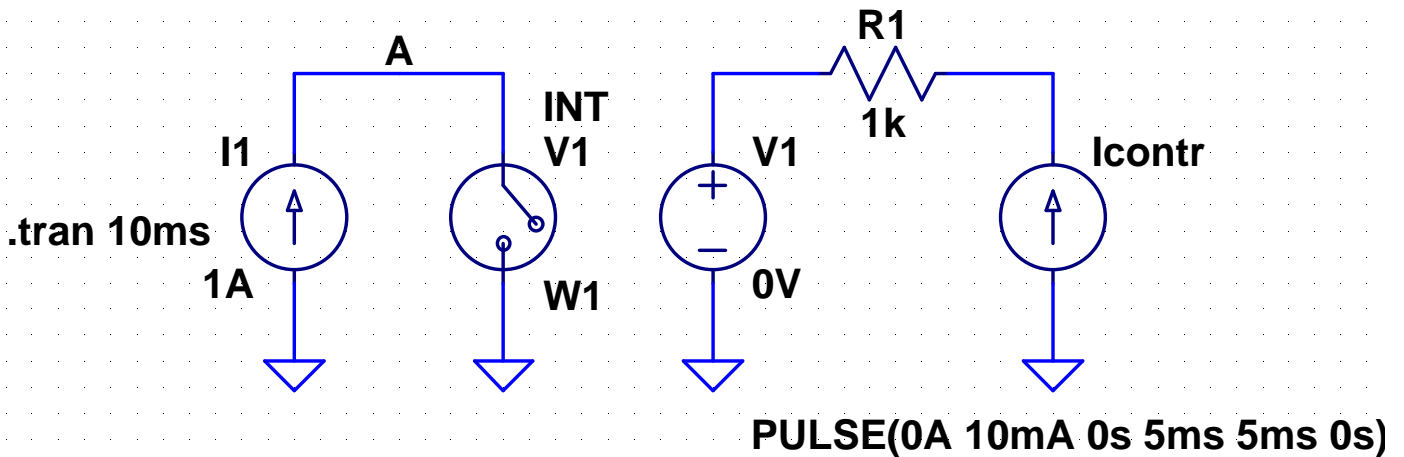 R1
A
INT
1k
I1
V1
V1
Icontr
.tran 10ms
1A
W1
0V
PULSE(0A 10mA 0s 5ms 5ms 0s)